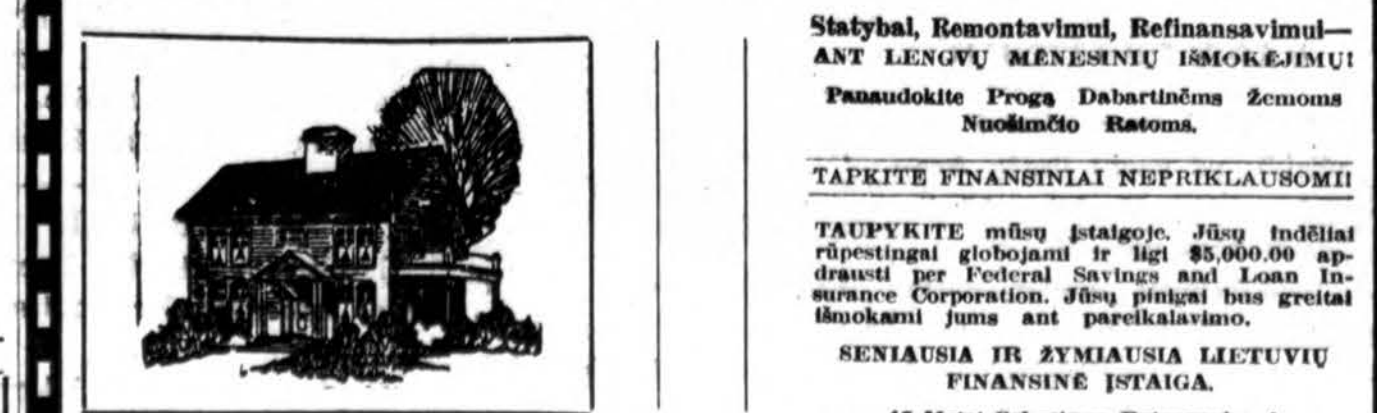 Statybai, Remontavimui, Refinansavimui—
ANT LENGVŲ MĖNESINIŲ IŠMOKĖJIMŲ!
Panaudokite Progą Dabartinėms Žemoms
Nuošimčio Ratoms.
TAPKITE FINANSINIAI NEPRIKLAUSOMI!
TAUPYKITE mūsų įstaigoje. Jūsų indėliai
rūpestingai globojami ir ligi $5,000.00 ap-
drausti per Federal Savings and Loan In-
surance Corporation. Jūsų pinigai bus greitai
išmokami jums ant pareikalavimo.
SENIAUSIA IR ŽYMIAUSIA LIETUVIŲ
FINANSINĖ ĮSTAIGA.